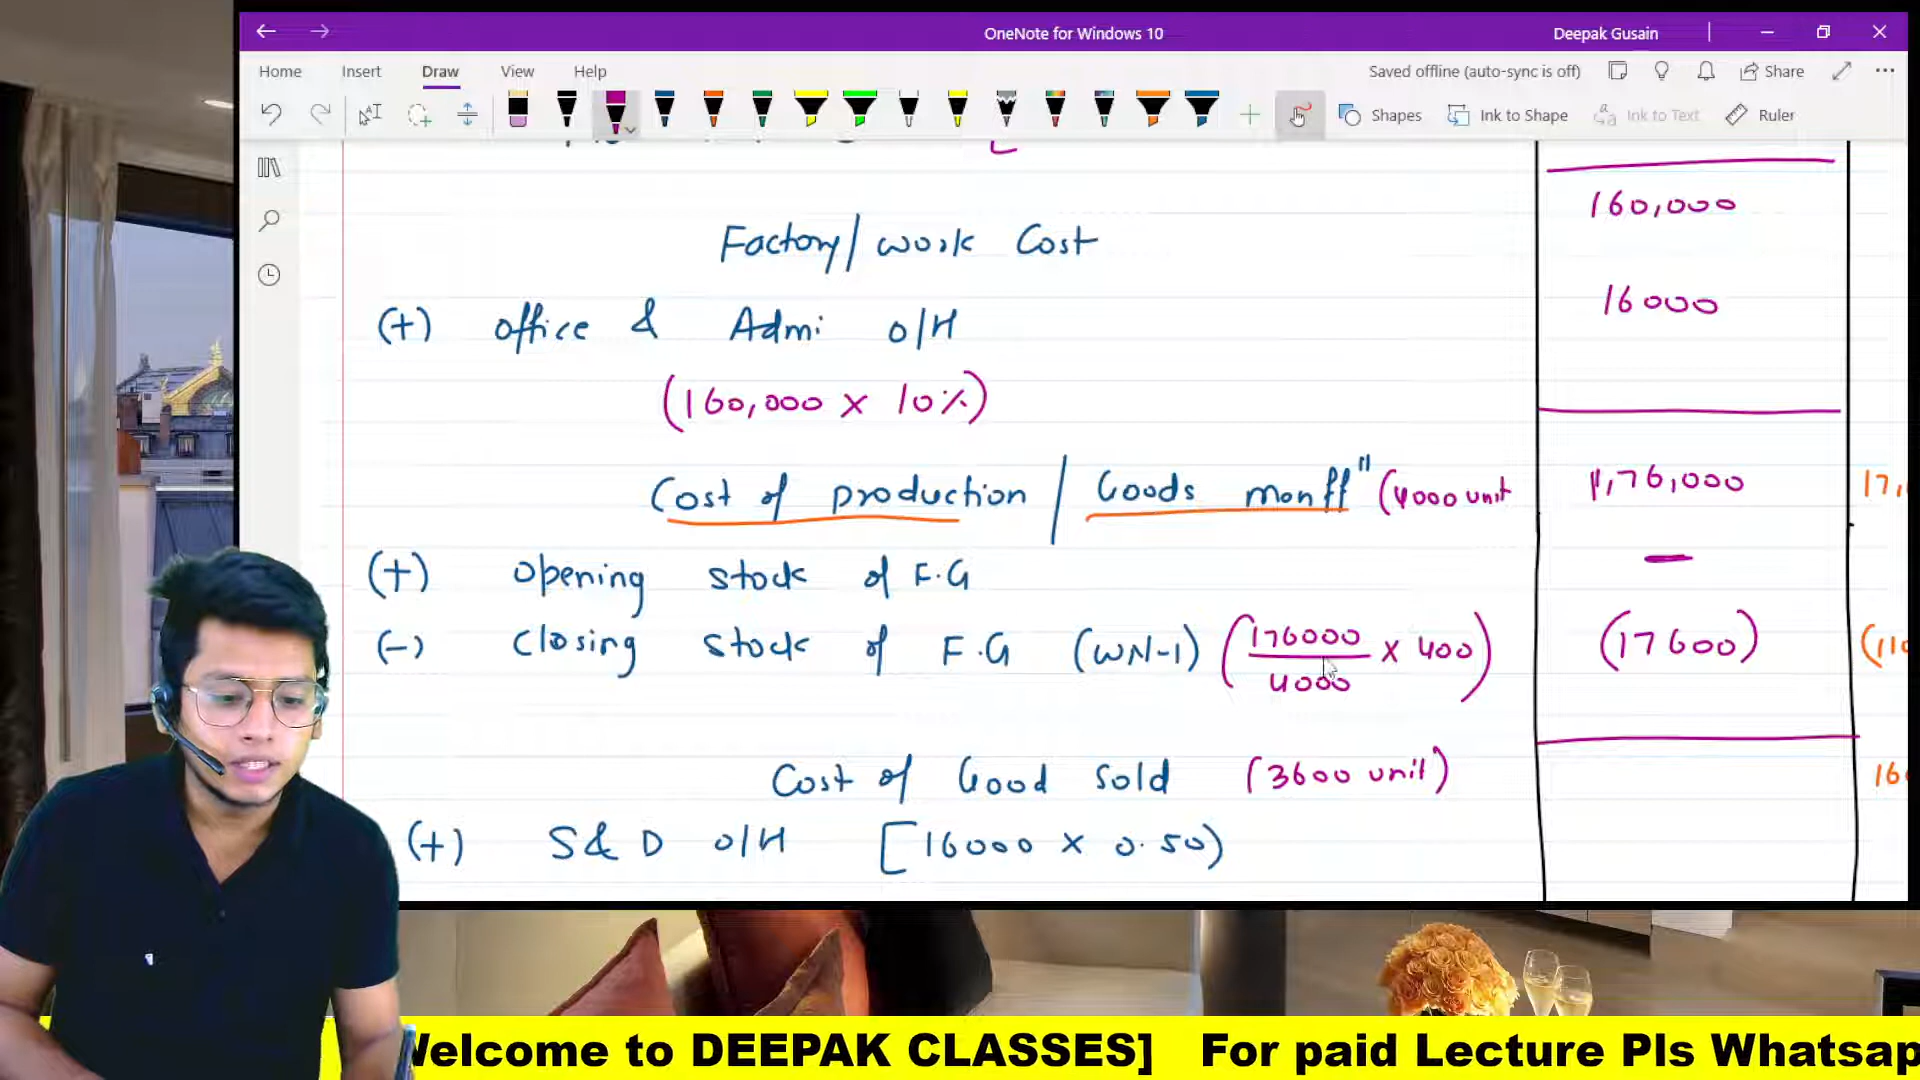 OneNote for Windows 10
Deepak Gusain
Home Insert Draw View Help
Saved offline (auto-sync is off)
Share
Shapes
Ink to Shape
Ink to Text
Ruler
160,000
Factory/work Cost
(+) office & Admi o/H
16000
(160,000 x 10%)
Cost of production / Goods manff" (4000 unit
1,76,000
17,
(+) opening stock of F.G
—
(-) closing stock of F.G (WN-1) (176000/4000 x 400)
(17600)
(110
Cost of Good sold (3600 unit)
160
(+) S& D o/H [16000 x 0.50)
Welcome to DEEPAK CLASSES] For paid Lecture Pls Whatsap